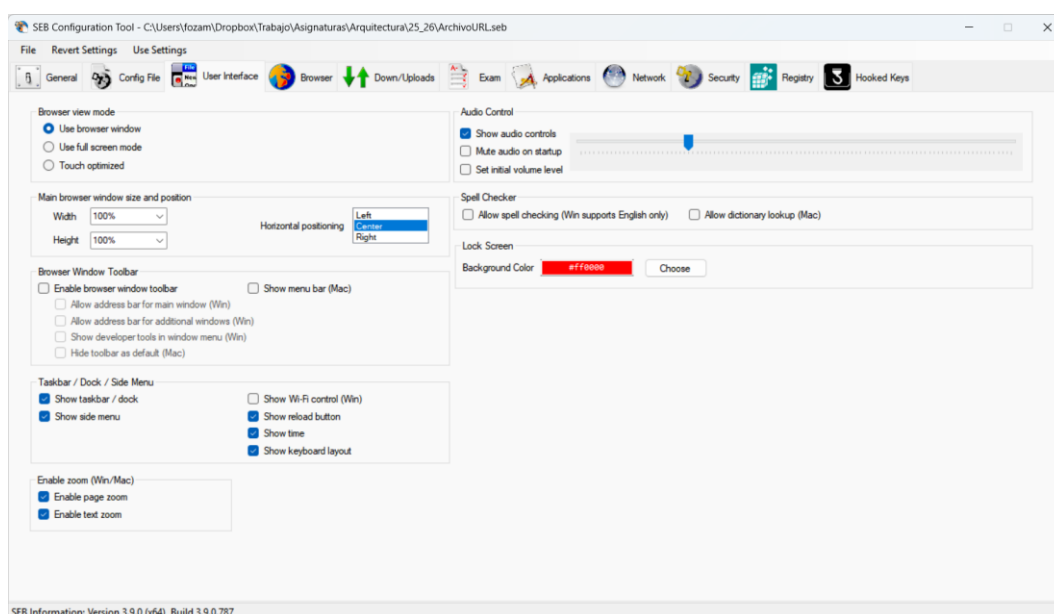 SEB Configuration Tool - C:\Users\fozam\Dropbox\Trabajo\Asignaturas\Arquitectura\25_26\ArchivoURL.seb
File Revert Settings Use Settings
General Config File User Interface Browser Down/Uploads Exam Applications Network Security Registry Hooked Keys
Browser view mode
Use browser window
Use full screen mode
Touch optimized
Main browser window size and position
Width 100%
Height 100%
Horizontal positioning
Left
Center
Right
Browser Window Toolbar
Enable browser window toolbar Show menu bar (Mac)
Allow address bar for main window (Win)
Allow address bar for additional windows (Win)
Show developer tools in window menu (Win)
Hide toolbar as default (Mac)
Taskbar / Dock / Side Menu
Show taskbar / dock Show Wi-Fi control (Win)
Show side menu Show reload button
Show time
Show keyboard layout
Enable zoom (Win/Mac)
Enable page zoom
Enable text zoom
Audio Control
Show audio controls
Mute audio on startup
Set initial volume level
Spell Checker
Allow spell checking (Win supports English only) Allow dictionary lookup (Mac)
Lock Screen
Background Color #ff0000 Choose
SEB Information: Version 3.9.0 (x64), Build 3.9.0.787